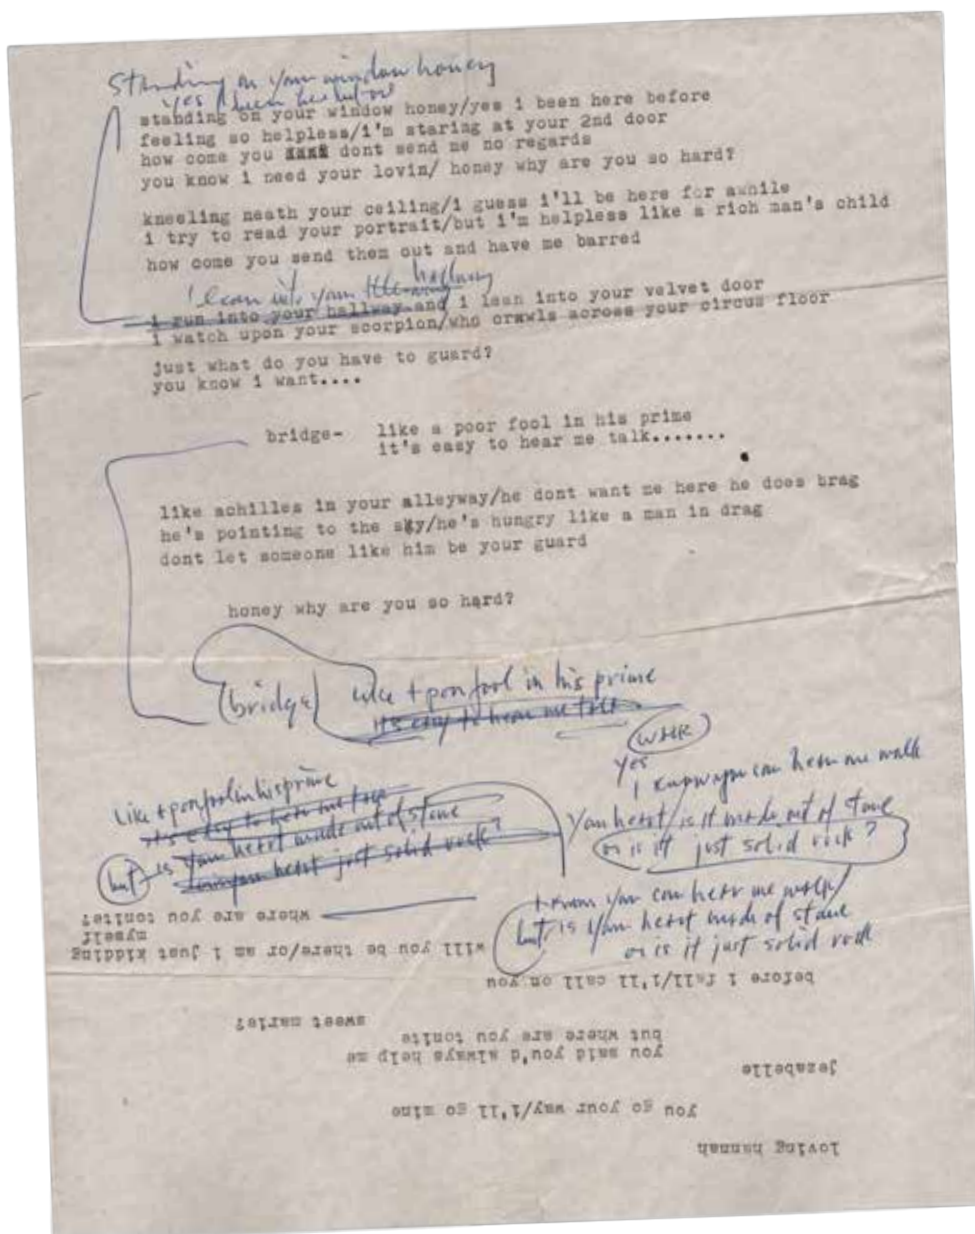 Standing on your window honey
yes i been here before
standing on your window honey/yes i been here before
feeling so helpless/i'm staring at your 2nd door
how come you dont send me no regards
you know i need your lovin/ honey why are you so hard?
kneeling neath your ceiling/i guess i'll be here for awhile
i try to read your portrait/but i'm helpless like a rich man's child
how come you send them out and have me barred
I lean into your hallway
i run into your hallway and i lean into your velvet door
i watch upon your scorpion/who crawls across your circus floor
just what do you have to guard?
you know i want....
bridge- like a poor fool in his prime
it's easy to hear me talk.......
like achilles in your alleyway/he dont want me here he does brag
he's pointing to the sky/he's hungry like a man in drag
dont let someone like him be your guard
honey why are you so hard?
(bridge) like + poor fool in his prime
its easy to hear me talk
yes
I know you can hear me walk
your heart/is it made out of stone
or is it just solid rock?
like + poor fool in his prime
it's easy to hear me talk
but is your heart made out of stone
heart just solid rock?
know you can hear me walk/
but is your heart made of stone
or is it just solid rock
loving hannah
you go your way/i'll go mine
jezabelle
you said you'd always help me
but where are you tonite
sweet marie?
before i fall/i'll call on you
will you be there/or am i just kidding
myself
where are you tonite?